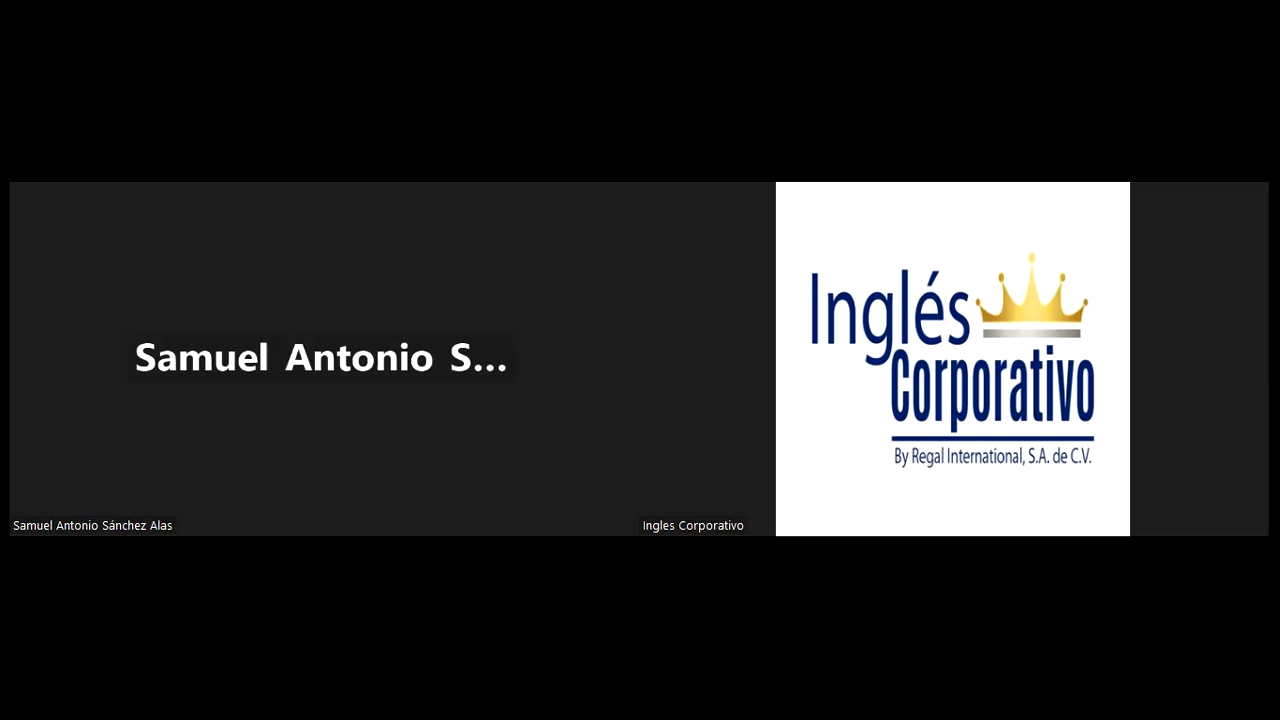 Samuel Antonio S...
Samuel Antonio Sánchez Alas
Inglés
Corporativo
By Regal International, S.A. de C.V.
Ingles Corporativo